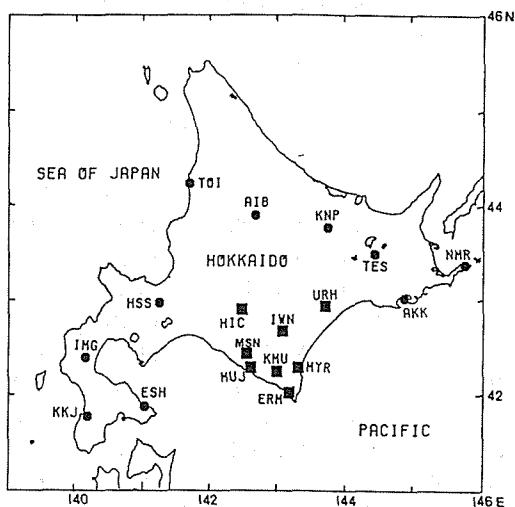 46N
SEA OF JAPAN
TOI
AIB
KNP
44
HOKKAIDO
TES
NMR
HSS
HIC
URH
AKK
IWN
IMG
MSN
KMU
MYR
MUJ
ESH
ERM
KKJ
42
PACIFIC
140
142
144
146E